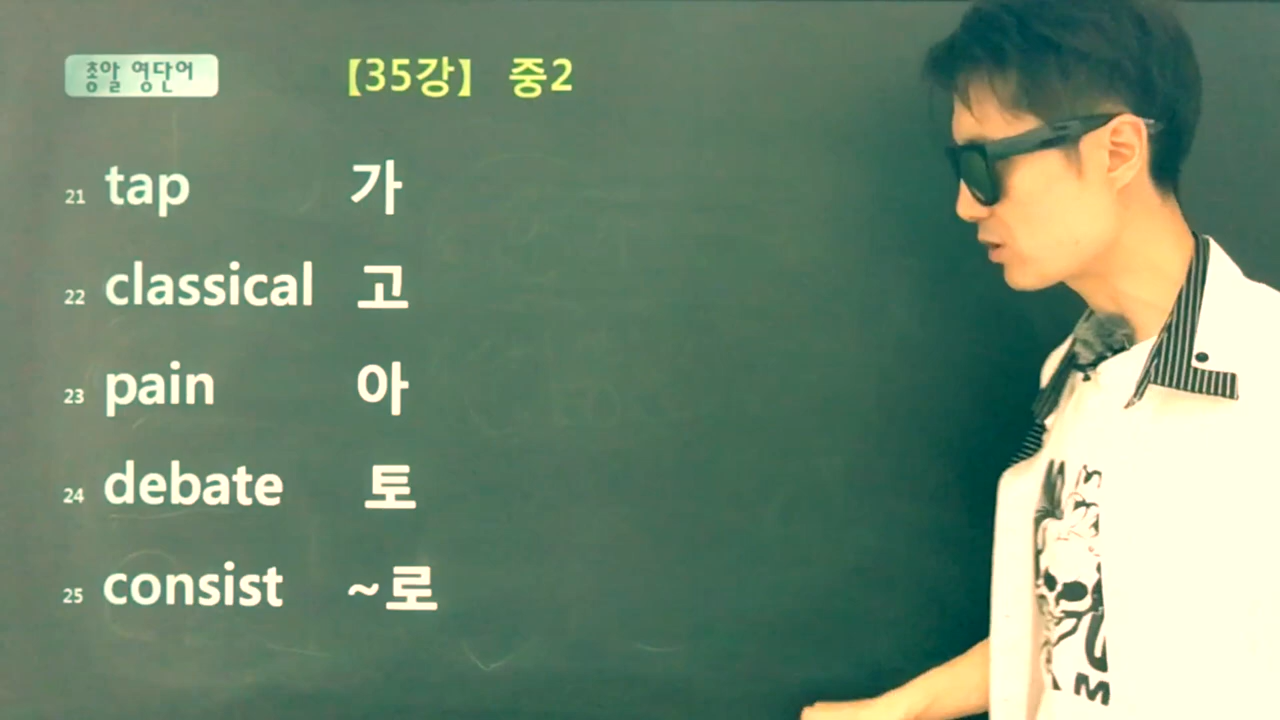 총알 영단어
【35강】 중2
21 tap 가
22 classical 고
23 pain 아
24 debate 토
25 consist ~로